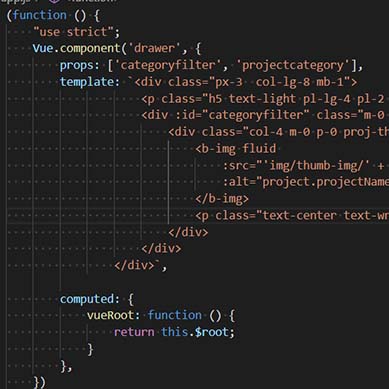 (function () {
"use strict";
Vue.component('drawer', {
props: ['categoryfilter', 'projectcategory'],
template: `<div class="px-3 col-lg-8 mb-1">
<p class="h5 text-light pl-lg-4 pl-2
<div :id="categoryfilter" class="m-0
<div class="col-4 m-0 p-0 proj-th
<b-img fluid
:src="'img/thumb-img/' +
:alt="project.projectName
</b-img>
<p class="text-center text-wr
</div>
</div>
</div>`,
computed: {
vueRoot: function () {
return this.$root;
}
},
})